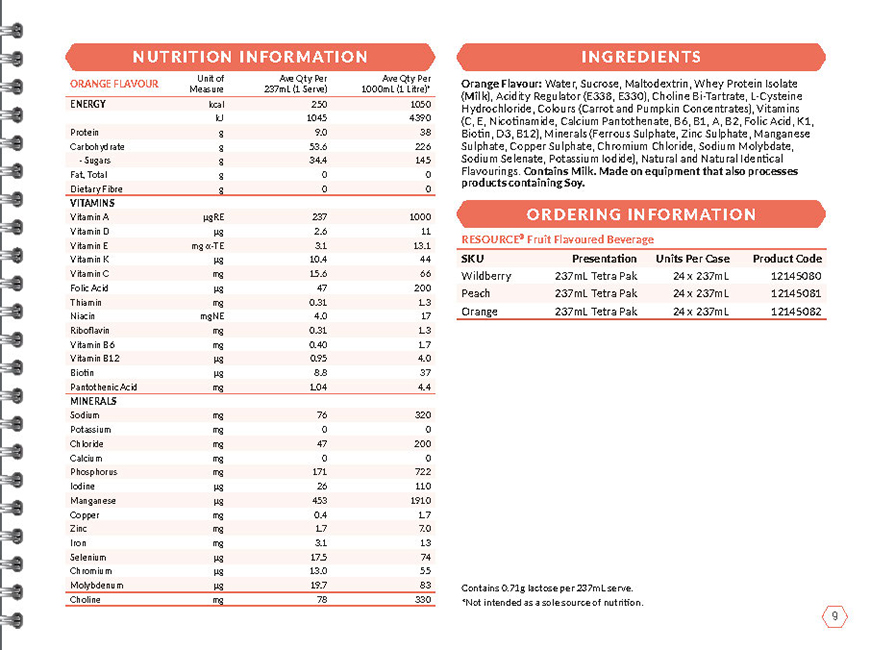 NUTRITION INFORMATION
ORANGE FLAVOUR Unit of Measure Ave Qty Per 237mL (1 Serve) Ave Qty Per 1000mL (1 Litre)*
ENERGY kcal 250 1050
kJ 1045 4390
Protein g 9.0 38
Carbohydrate g 53.6 226
- Sugars g 34.4 145
Fat, Total g 0 0
Dietary Fibre g 0 0
VITAMINS
Vitamin A µgRE 237 1000
Vitamin D µg 2.6 11
Vitamin E mg α-TE 3.1 13.1
Vitamin K µg 10.4 44
Vitamin C mg 15.6 66
Folic Acid µg 47 200
Thiamin mg 0.31 1.3
Niacin mgNE 4.0 17
Riboflavin mg 0.31 1.3
Vitamin B6 mg 0.40 1.7
Vitamin B12 µg 0.95 4.0
Biotin µg 8.8 37
Pantothenic Acid mg 1.04 4.4
MINERALS
Sodium mg 76 320
Potassium mg 0 0
Chloride mg 47 200
Calcium mg 0 0
Phosphorus mg 171 722
Iodine µg 26 110
Manganese µg 453 1910
Copper mg 0.4 1.7
Zinc mg 1.7 7.0
Iron mg 3.1 13
Selenium µg 17.5 74
Chromium µg 13.0 55
Molybdenum µg 19.7 83
Choline mg 78 330
INGREDIENTS
Orange Flavour: Water, Sucrose, Maltodextrin, Whey Protein Isolate
(Milk), Acidity Regulator (E338, E330), Choline Bi-Tartrate, L-Cysteine
Hydrochloride, Colours (Carrot and Pumpkin Concentrates), Vitamins
(C, E, Nicotinamide, Calcium Pantothenate, B6, B1, A, B2, Folic Acid, K1,
Biotin, D3, B12), Minerals (Ferrous Sulphate, Zinc Sulphate, Manganese
Sulphate, Copper Sulphate, Chromium Chloride, Sodium Molybdate,
Sodium Selenate, Potassium Iodide), Natural and Natural Identical
Flavourings. Contains Milk. Made on equipment that also processes
products containing Soy.
ORDERING INFORMATION
RESOURCE® Fruit Flavoured Beverage
SKU Presentation Units Per Case Product Code
Wildberry 237mL Tetra Pak 24 x 237mL 12145080
Peach 237mL Tetra Pak 24 x 237mL 12145081
Orange 237mL Tetra Pak 24 x 237mL 12145082
Contains 0.71g lactose per 237mL serve.
*Not intended as a sole source of nutrition.
9